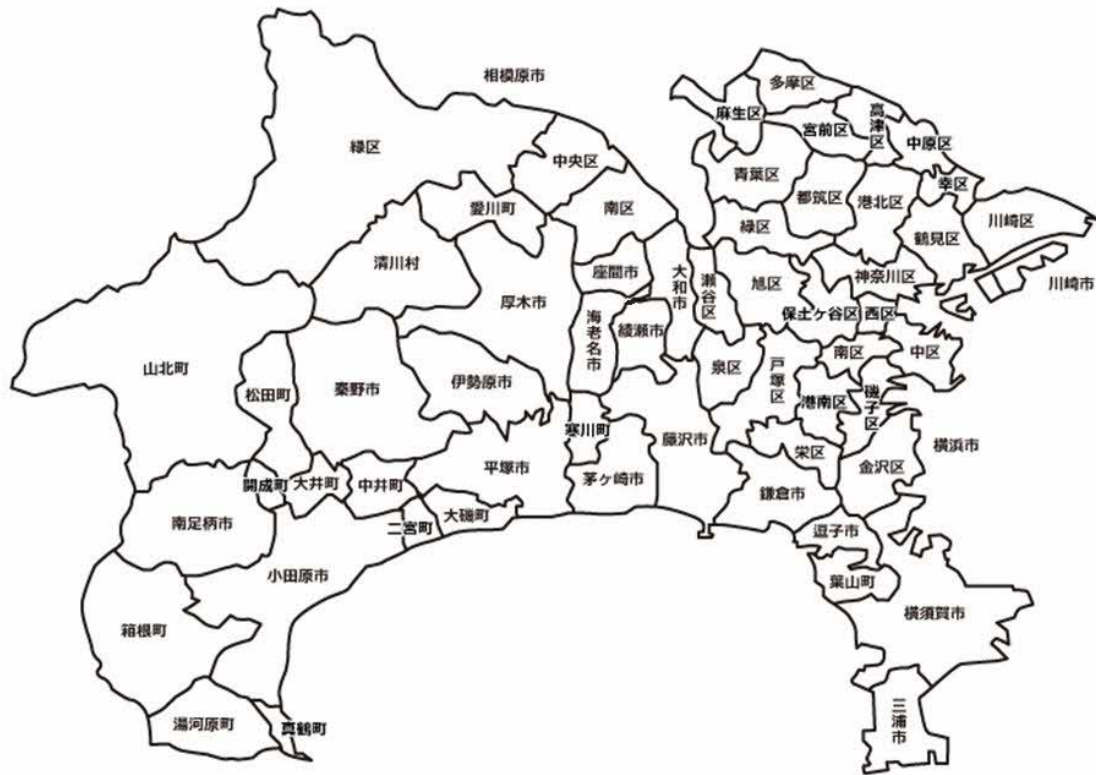 相模原市
緑区
中央区
南区
愛川町
清川村
厚木市
座間市
海老名市
綾瀬市
大和市
瀬谷区
多摩区
麻生区
宮前区
高津区
中原区
幸区
川崎区
川崎市
青葉区
都筑区
港北区
緑区
鶴見区
神奈川区
旭区
保土ヶ谷区
西区
中区
南区
泉区
戸塚区
港南区
磯子区
横浜市
栄区
金沢区
山北町
松田町
秦野市
伊勢原市
寒川町
藤沢市
平塚市
茅ヶ崎市
鎌倉市
開成町
大井町
中井町
二宮町
大磯町
南足柄市
小田原市
逗子市
葉山町
横須賀市
箱根町
湯河原町
真鶴町
三浦市